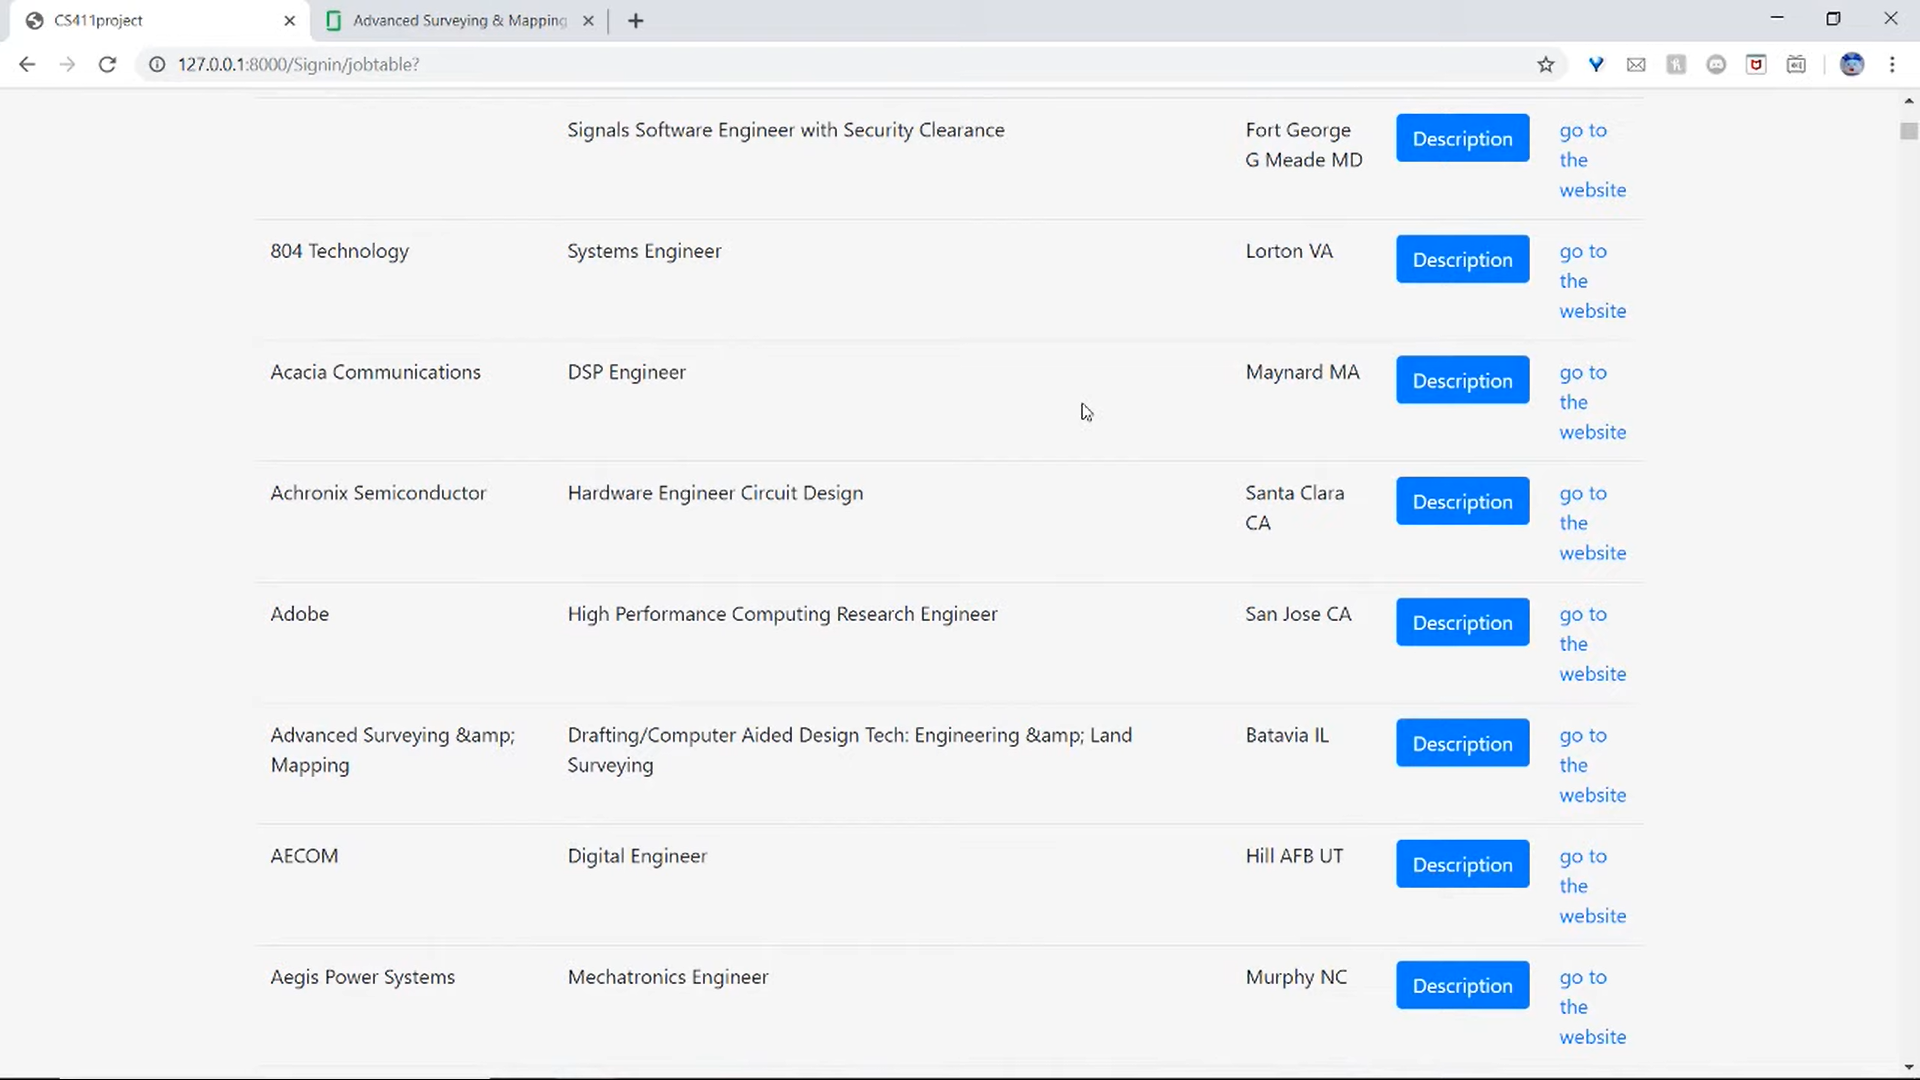 CS411project
Advanced Surveying & Mapping
127.0.0.1:8000/Signin/jobtable?
Signals Software Engineer with Security Clearance
Fort George
G Meade MD
Description
go to
the
website
804 Technology
Systems Engineer
Lorton VA
Description
go to
the
website
Acacia Communications
DSP Engineer
Maynard MA
Description
go to
the
website
Achronix Semiconductor
Hardware Engineer Circuit Design
Santa Clara
CA
Description
go to
the
website
Adobe
High Performance Computing Research Engineer
San Jose CA
Description
go to
the
website
Advanced Surveying &amp;
Mapping
Drafting/Computer Aided Design Tech: Engineering &amp; Land
Surveying
Batavia IL
Description
go to
the
website
AECOM
Digital Engineer
Hill AFB UT
Description
go to
the
website
Aegis Power Systems
Mechatronics Engineer
Murphy NC
Description
go to
the
website